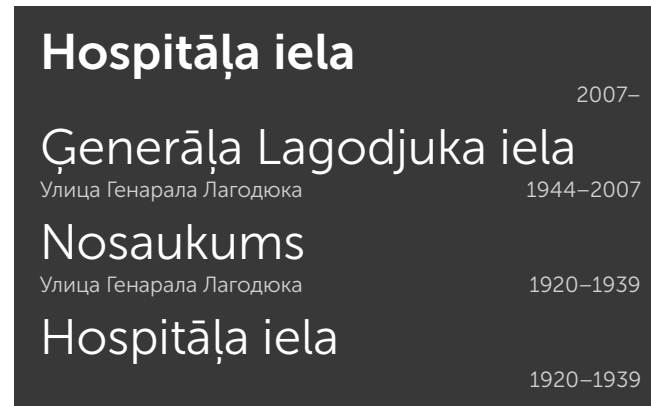 Hospitāļa iela
2007–
Ģenerāļa Lagodjuka iela
Улица Генарала Лагодюка 1944–2007
Nosaukums
Улица Генарала Лагодюка 1920–1939
Hospitāļa iela
1920–1939